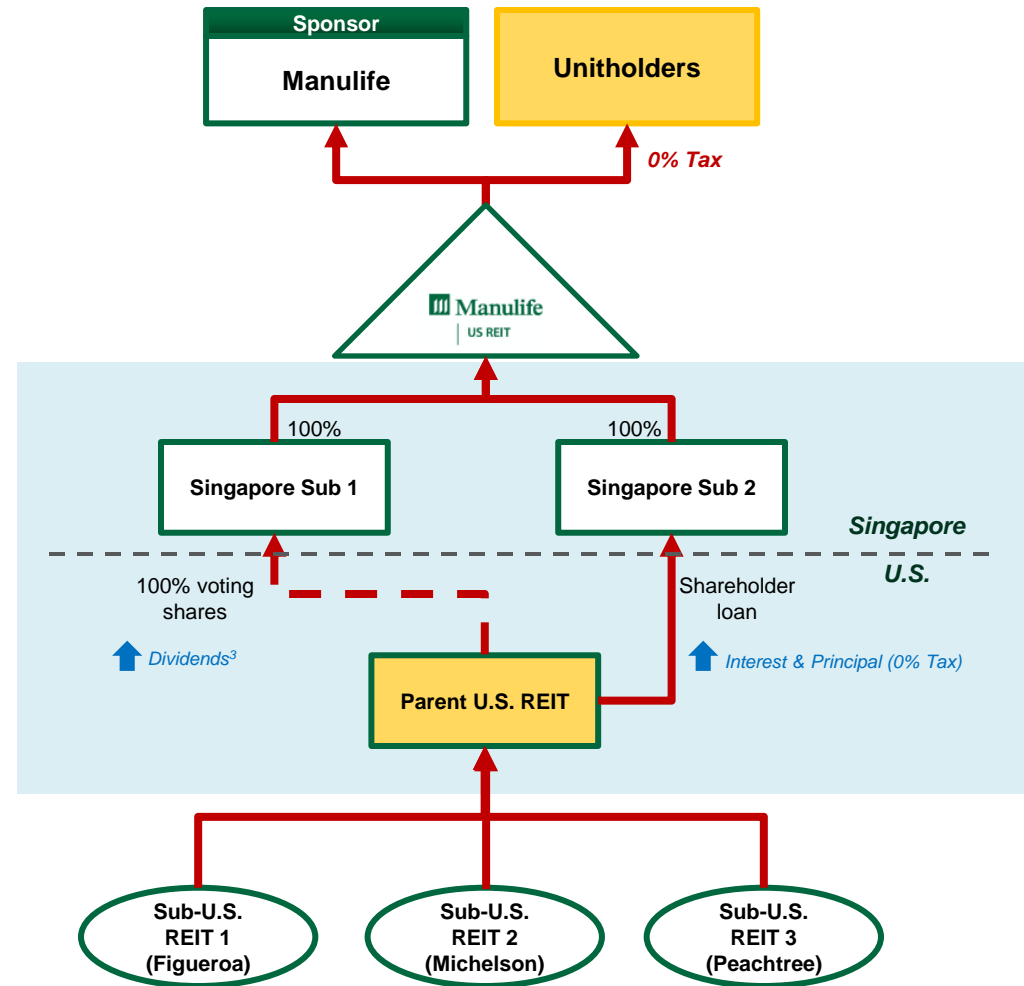 Sponsor
Manulife
Unitholders
0% Tax
Manulife
US REIT
100%
100%
Singapore Sub 1
Singapore Sub 2
Singapore
U.S.
100% voting
shares
Shareholder
loan
Dividends³
Interest & Principal (0% Tax)
Parent U.S. REIT
Sub-U.S.
REIT 1
(Figueroa)
Sub-U.S.
REIT 2
(Michelson)
Sub-U.S.
REIT 3
(Peachtree)